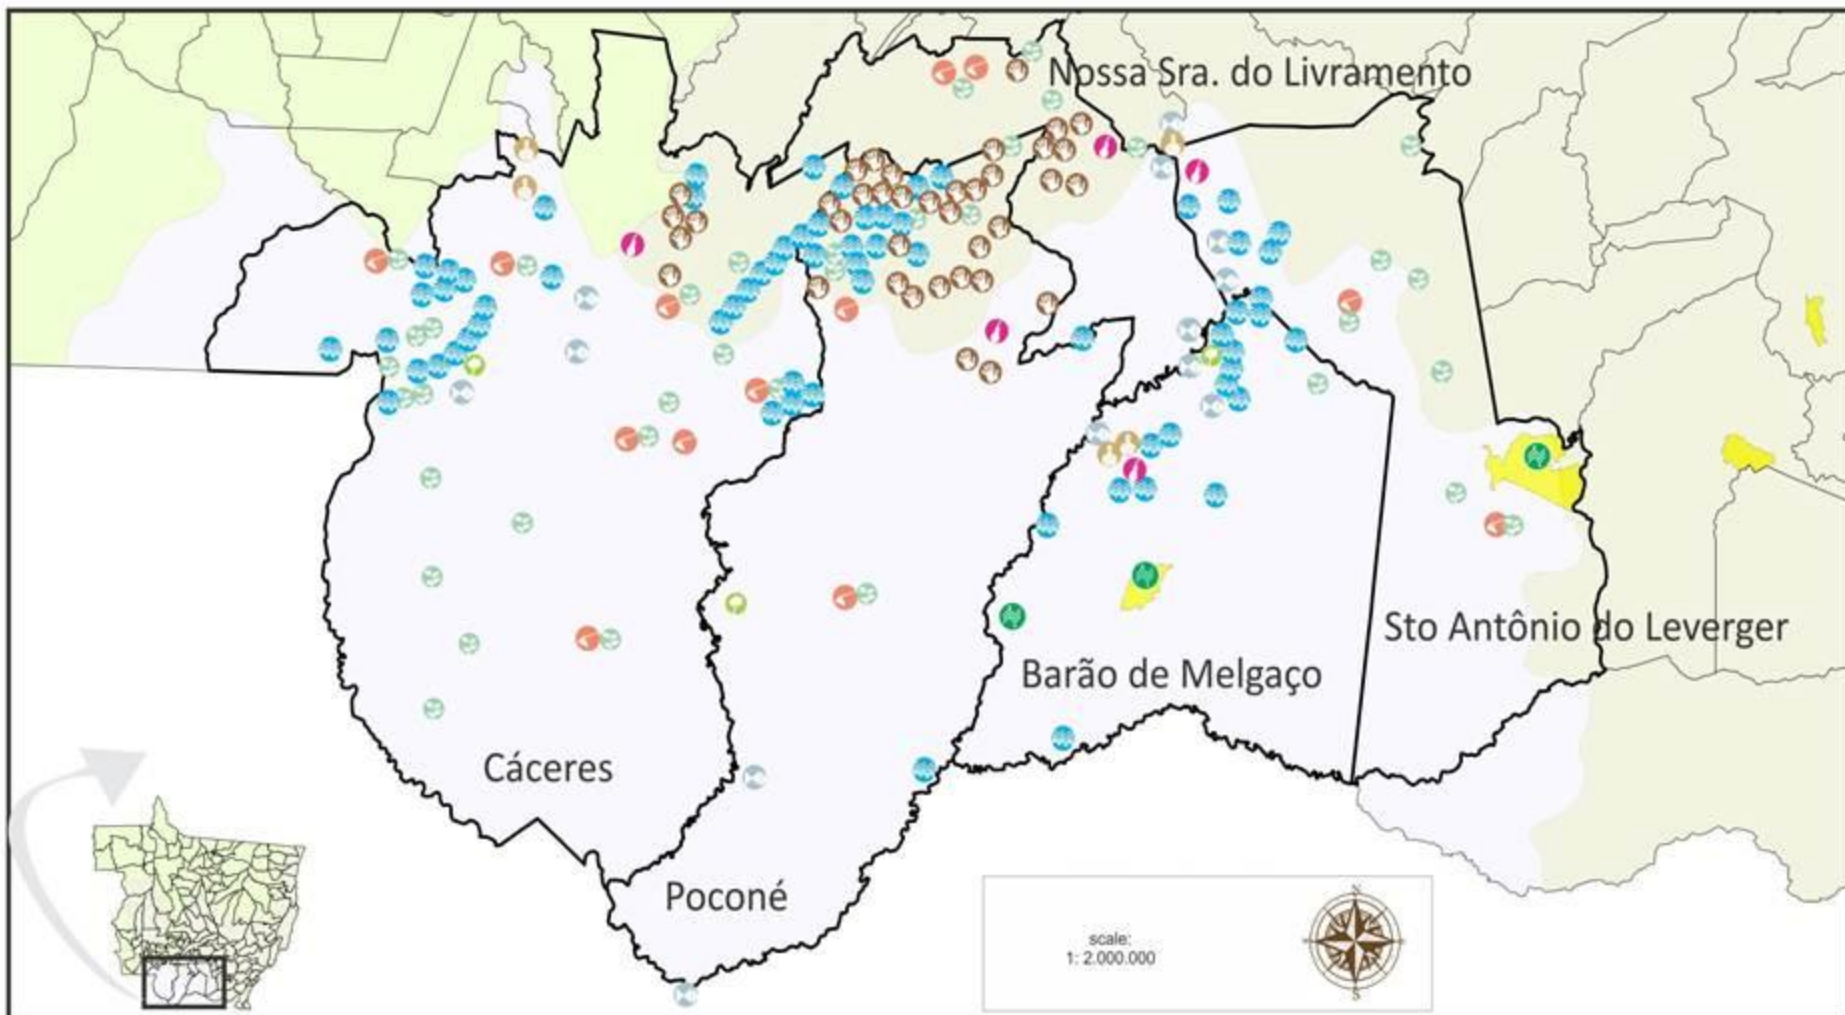 Nossa Sra. do Livramento
Sto Antônio do Leverger
Barão de Melgaço
Cáceres
Poconé
scale:
1: 2.000.000
N
S